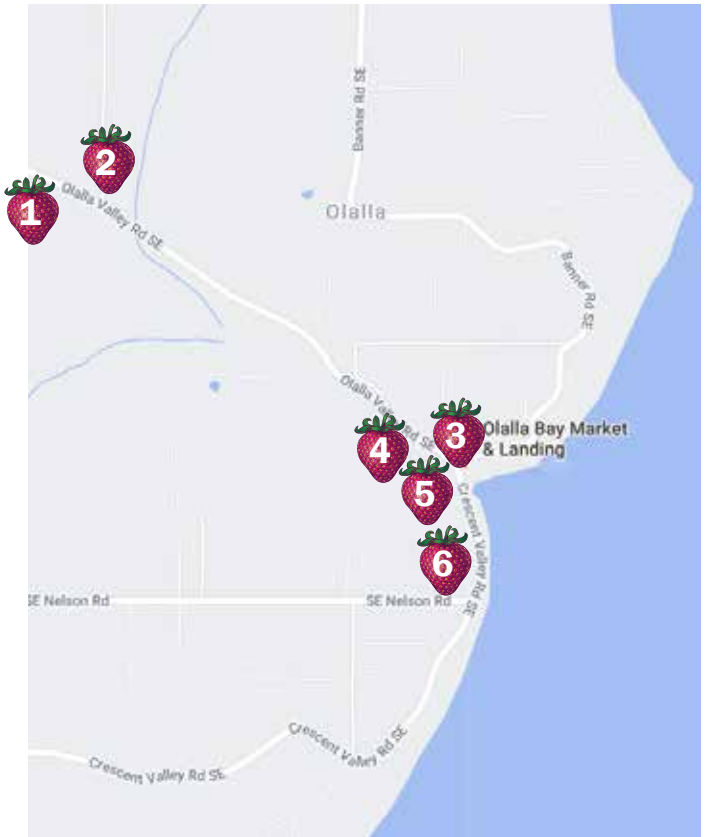 Banner Rd SE
2
1
Olalla Valley Rd SE
Olalla
Banner Rd SE
Olalla Valley Rd SE
3
Olalla Bay Market
& Landing
4
5
Crescent Valley Rd SE
6
SE Nelson Rd
SE Nelson Rd
Crescent Valley Rd SE
Crescent Valley Rd SE